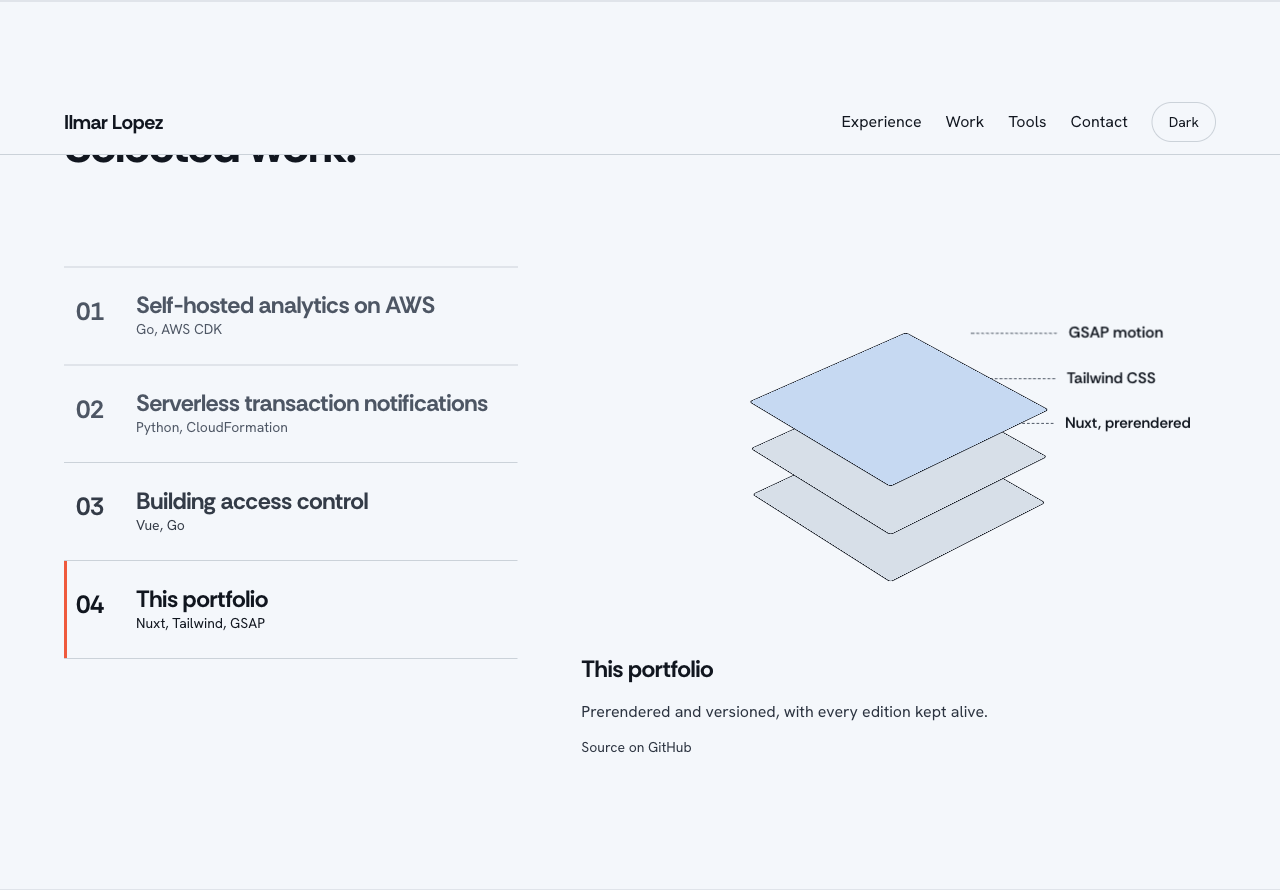 Ilmar Lopez
Experience
Work
Tools
Contact
Dark
Selected work.
01
Self-hosted analytics on AWS
Go, AWS CDK
02
Serverless transaction notifications
Python, CloudFormation
03
Building access control
Vue, Go
04
This portfolio
Nuxt, Tailwind, GSAP
GSAP motion
Tailwind CSS
Nuxt, prerendered
This portfolio
Prerendered and versioned, with every edition kept alive.
Source on GitHub